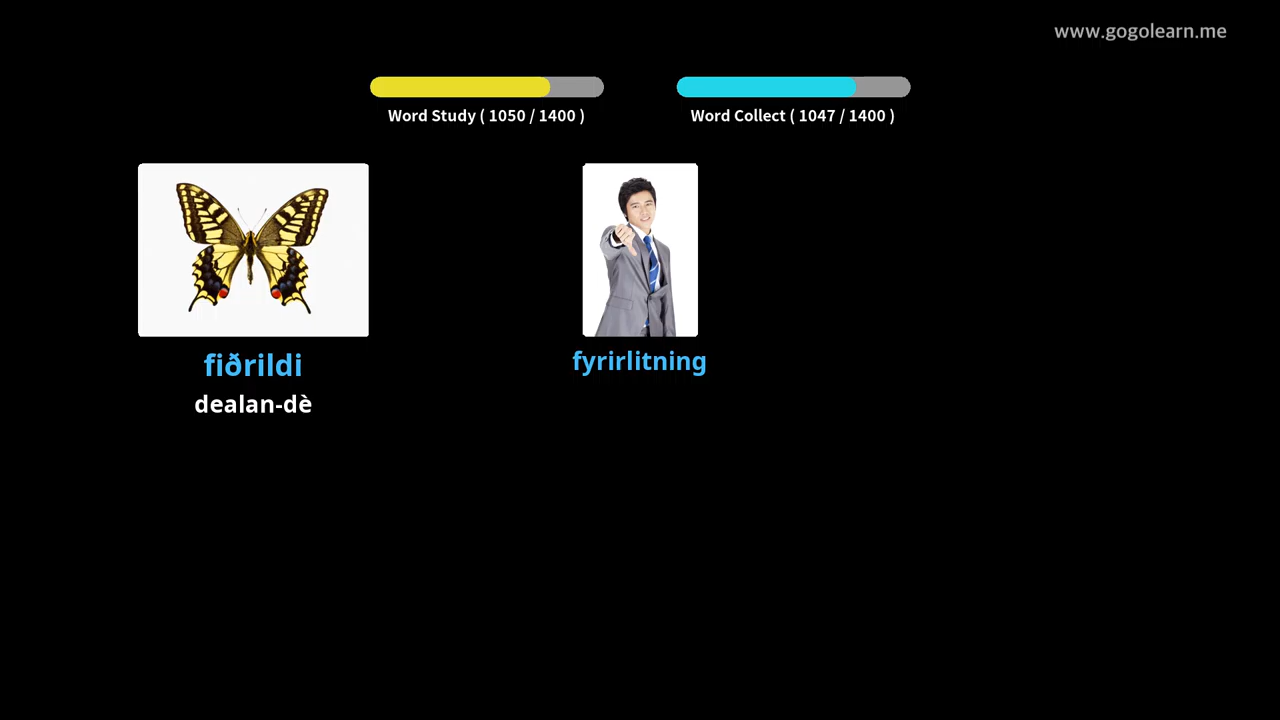 www.gogolearn.me
Word Study ( 1050 / 1400 )
Word Collect ( 1047 / 1400 )
fiðrildi
dealan-dè
fyrirlitning